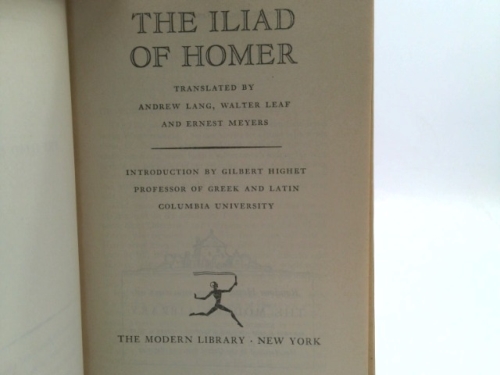 THE ILIAD
OF HOMER
TRANSLATED BY
ANDREW LANG, WALTER LEAF
AND ERNEST MEYERS
INTRODUCTION BY GILBERT HIGHET
PROFESSOR OF GREEK AND LATIN
COLUMBIA UNIVERSITY
THE MODERN LIBRARY · NEW YORK